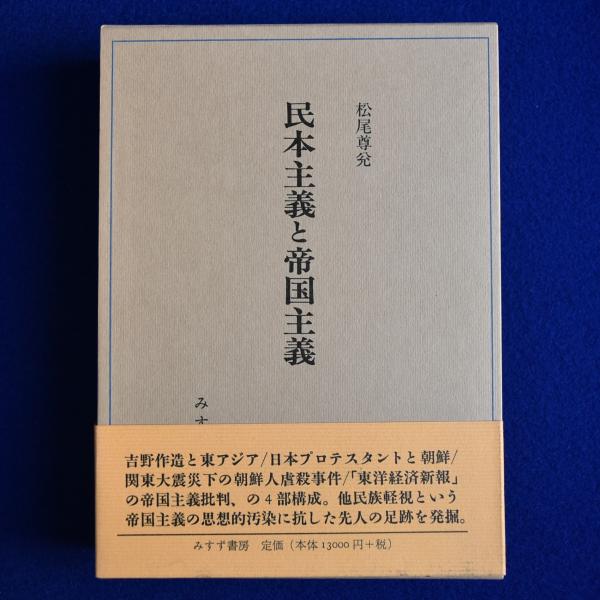 松尾尊兊
民本主義と帝国主義
みす
吉野作造と東アジア/日本プロテスタントと朝鮮/
関東大震災下の朝鮮人虐殺事件/「東洋経済新報」
の帝国主義批判、の4部構成。他民族軽視という
帝国主義の思想的汚染に抗した先人の足跡を発掘。
みすず書房 定価(本体13000円+税)